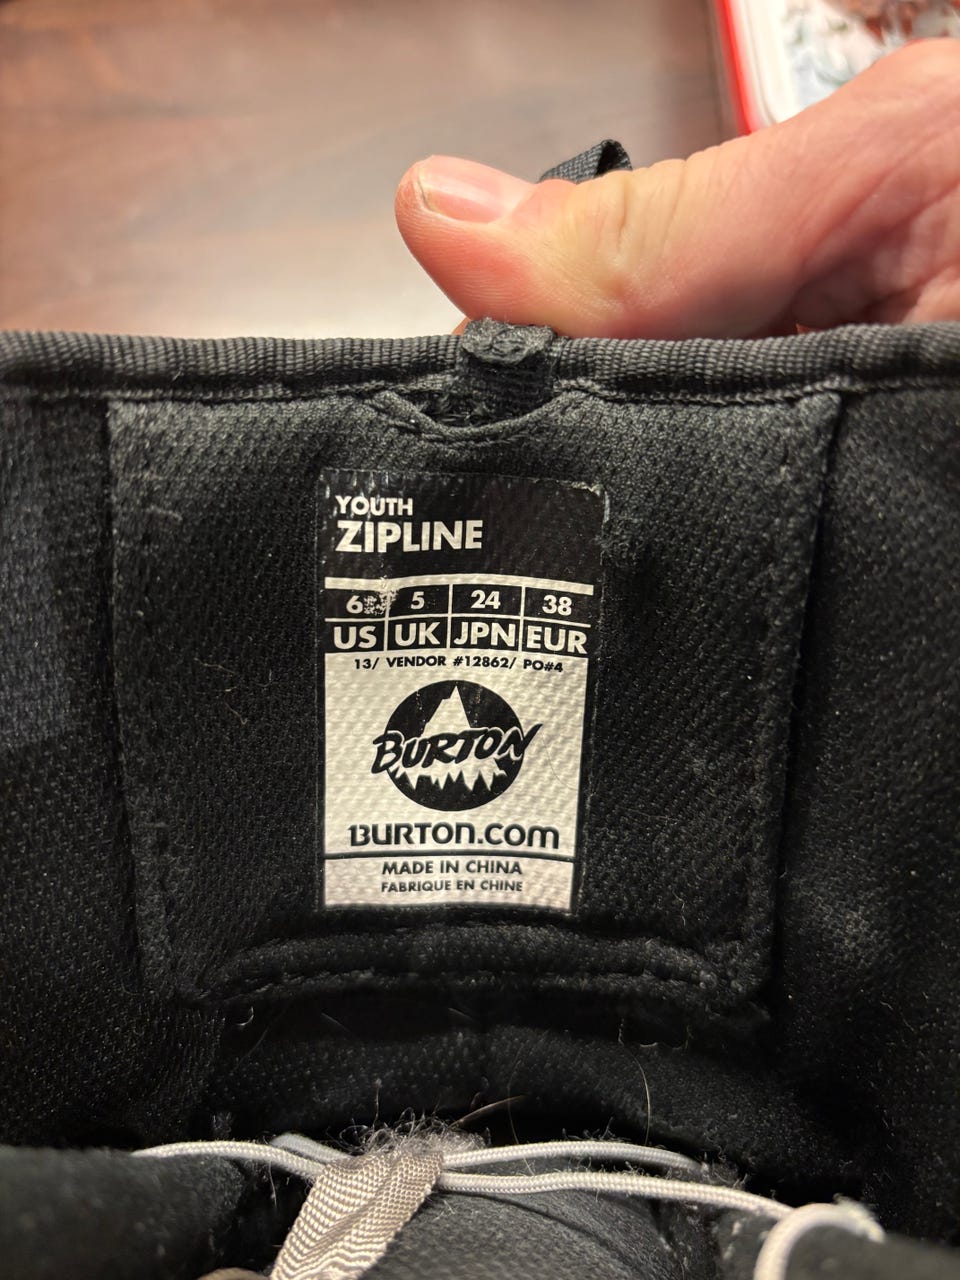 YOUTH
ZIPLINE
6 5 24 38
US UK JPN EUR
13/ VENDOR #12862/ PO#4
BURTON
BURTON.COM
MADE IN CHINA
FABRIQUE EN CHINE